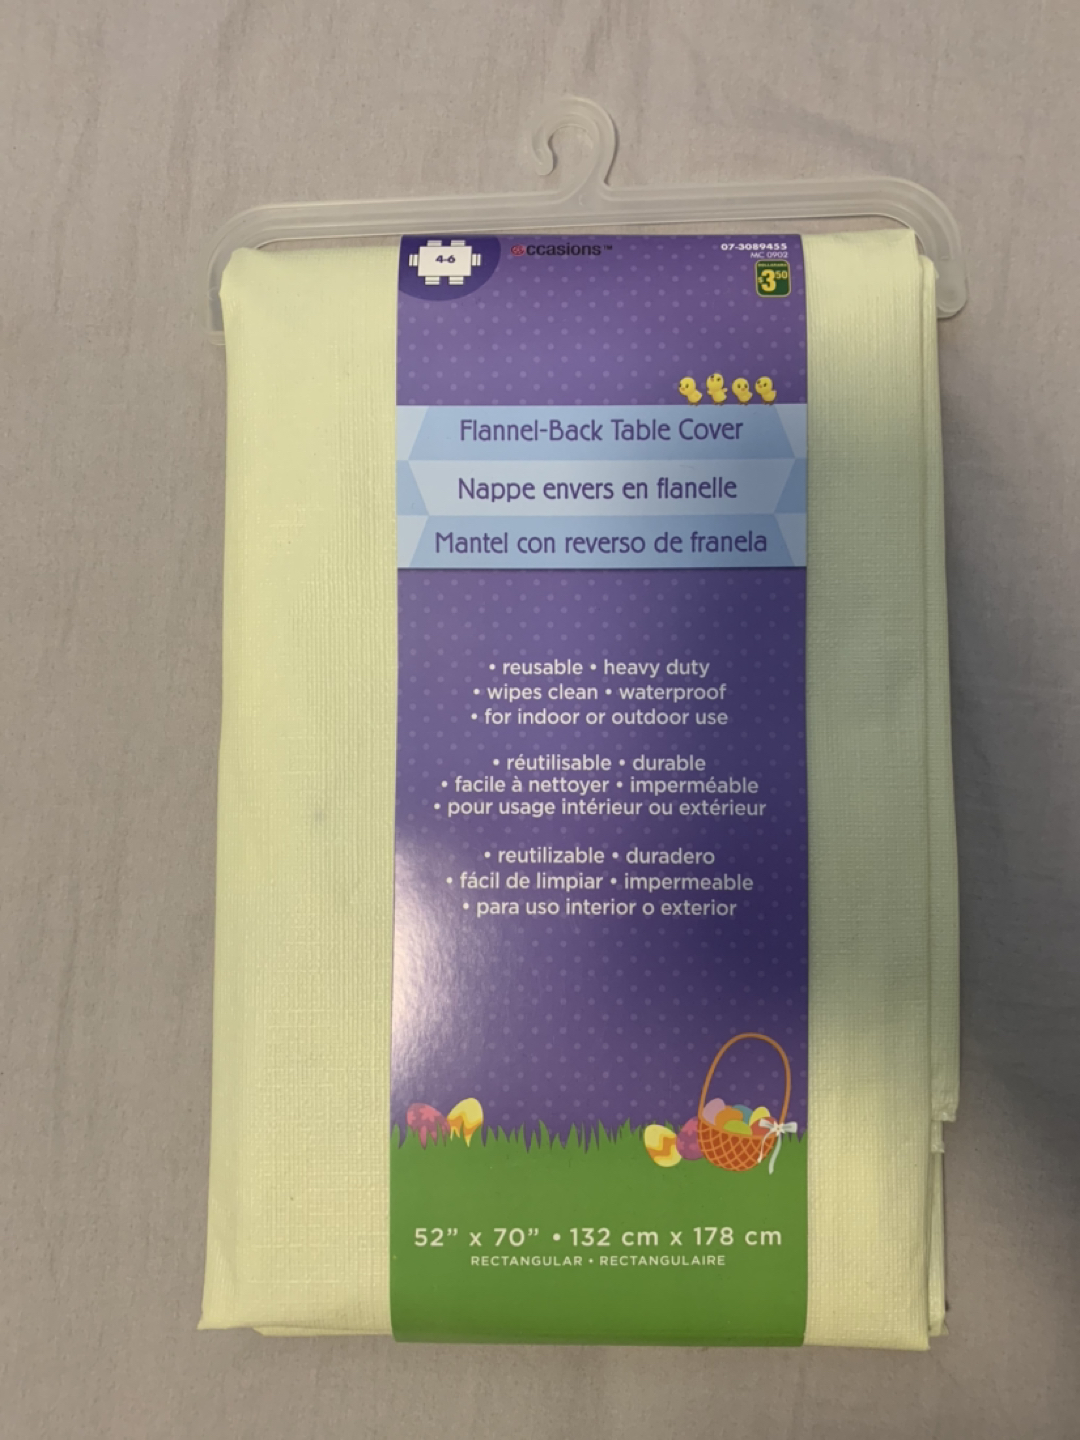 4-6
Occasions™
07-3089455
MC 0902
DOLLARAMA
$3.50
Flannel-Back Table Cover
Nappe envers en flanelle
Mantel con reverso de franela
• reusable • heavy duty
• wipes clean • waterproof
• for indoor or outdoor use
• réutilisable • durable
• facile à nettoyer • imperméable
• pour usage intérieur ou extérieur
• reutilizable • duradero
• fácil de limpiar • impermeable
• para uso interior o exterior
52” x 70” • 132 cm x 178 cm
RECTANGULAR • RECTANGULAIRE